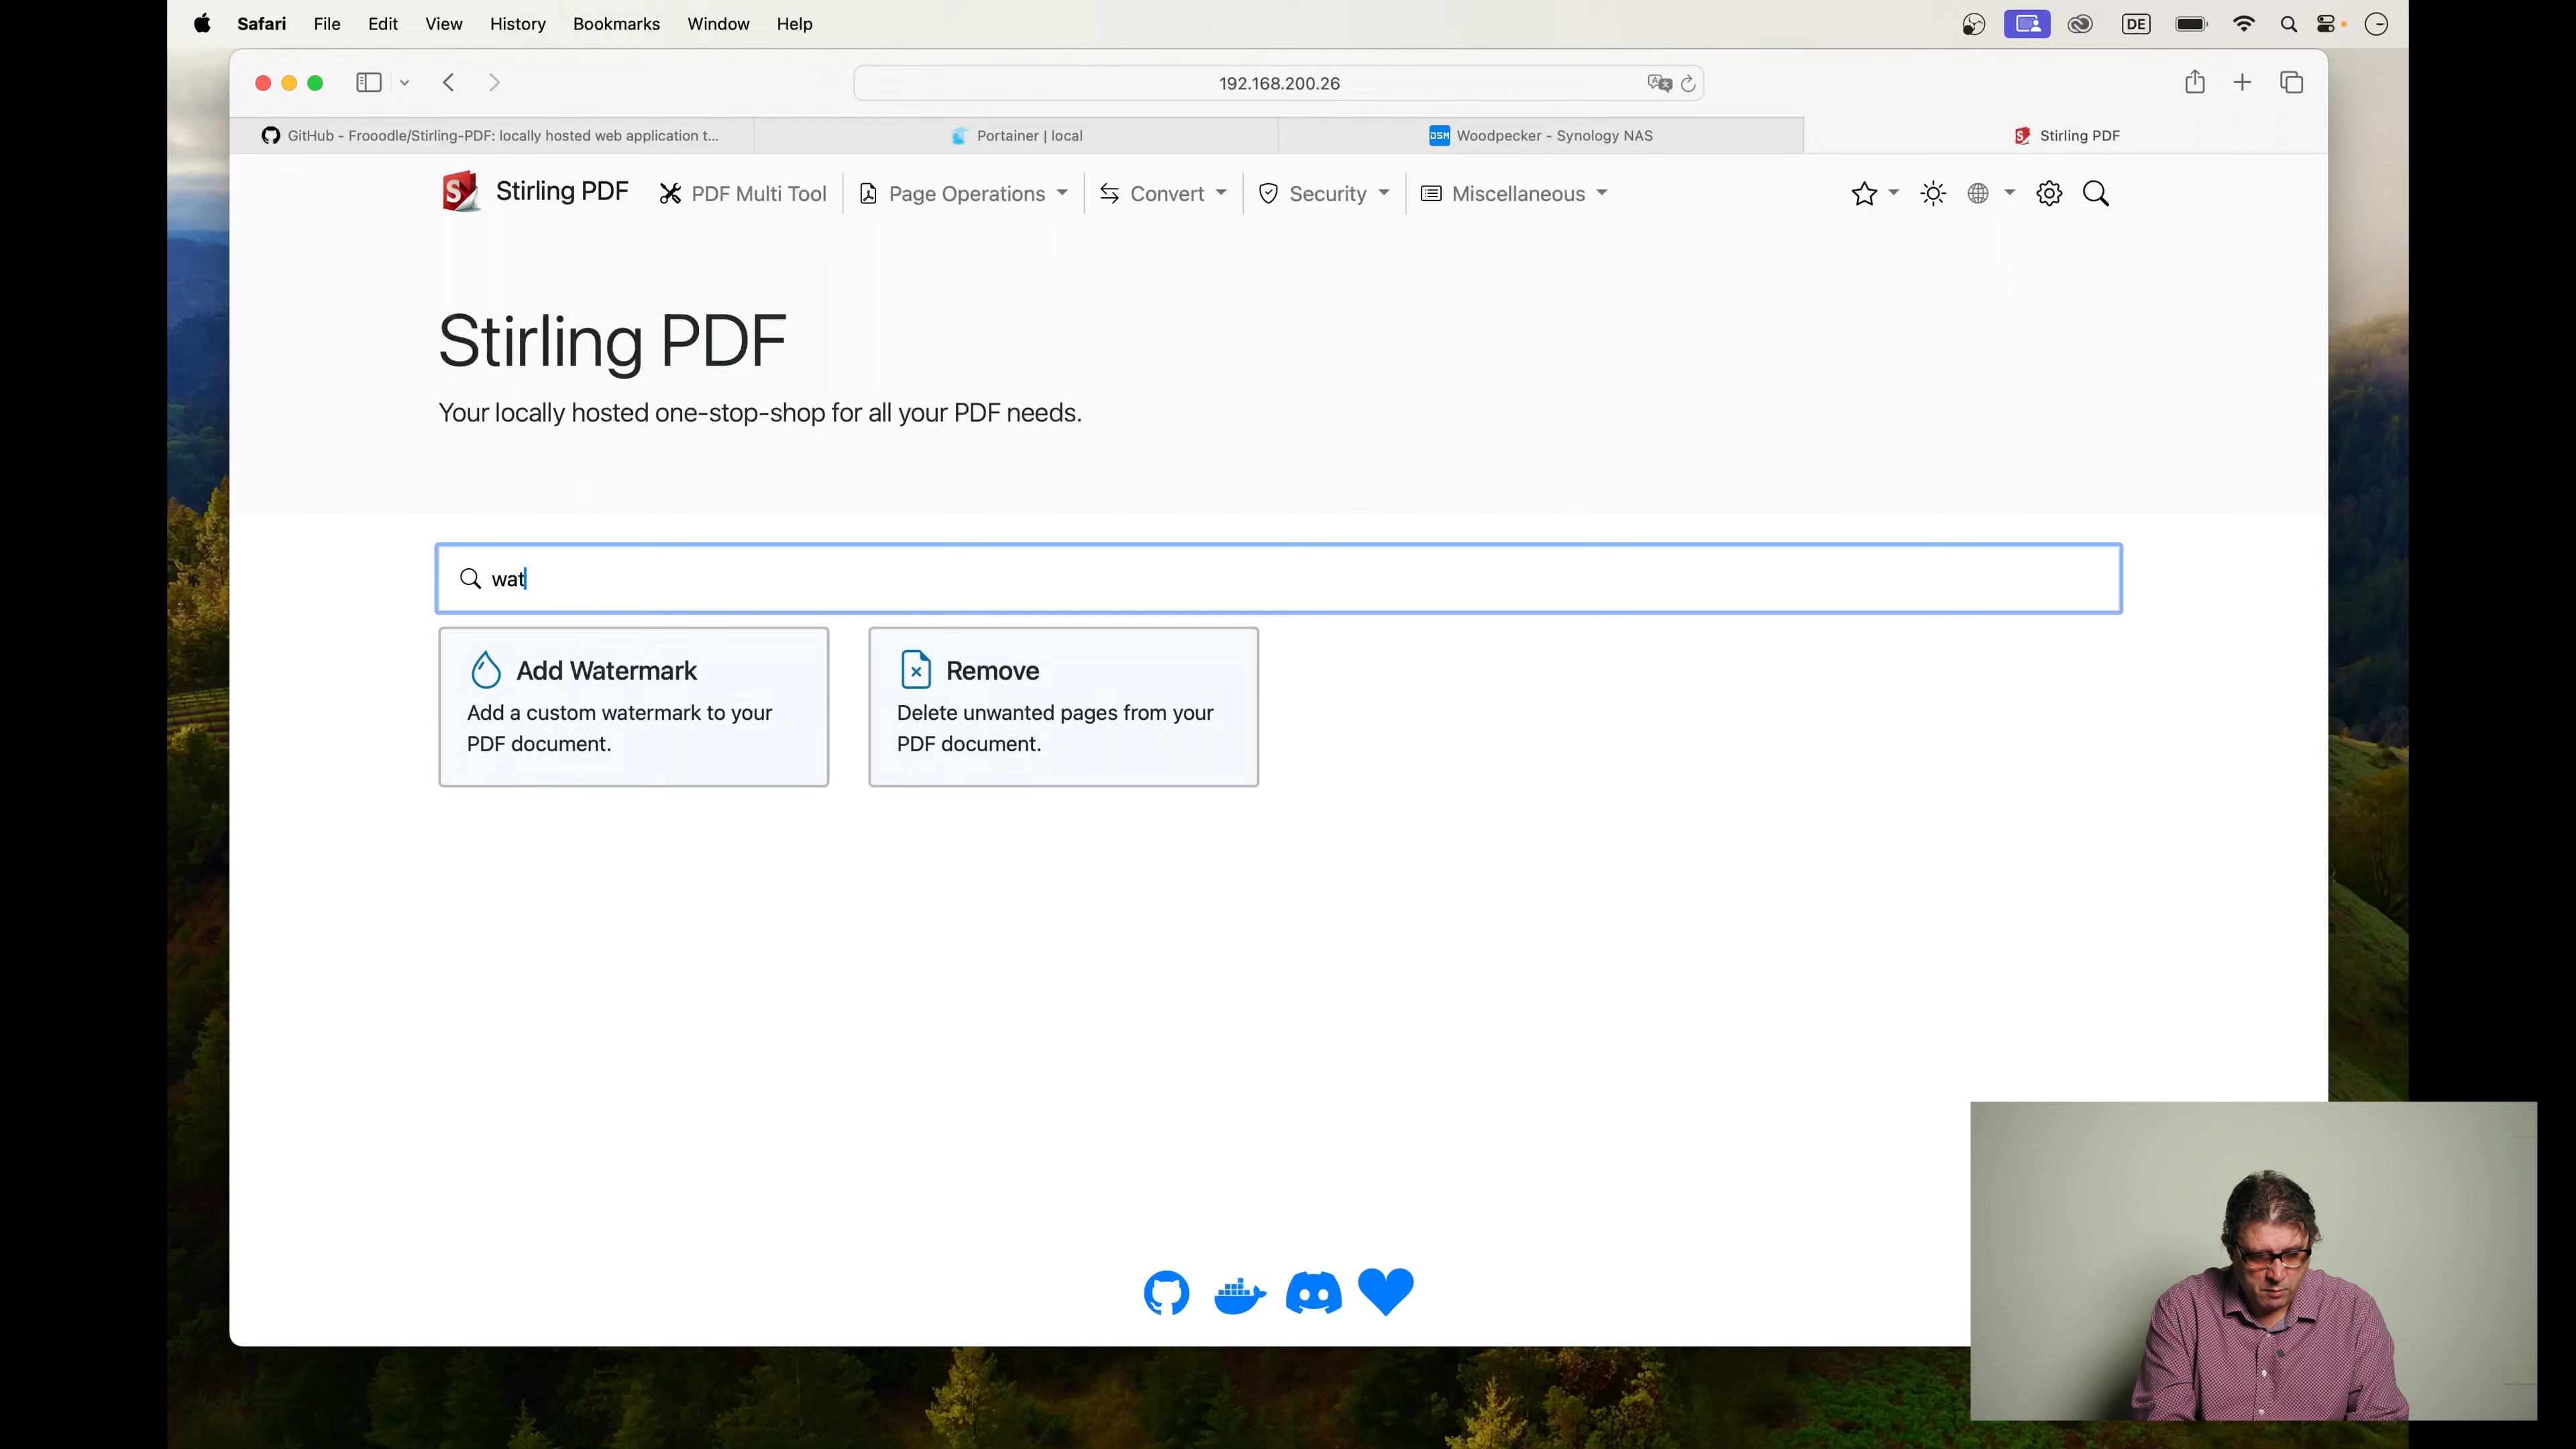 Safari File Edit View History Bookmarks Window Help DE
192.168.200.26
GitHub - Frooodle/Stirling-PDF: locally hosted web application t... Portainer | local DSM Woodpecker - Synology NAS S Stirling PDF
S Stirling PDF PDF Multi Tool Page Operations Convert Security Miscellaneous
Stirling PDF
Your locally hosted one-stop-shop for all your PDF needs.
wat
Add Watermark
Add a custom watermark to your
PDF document.
Remove
Delete unwanted pages from your
PDF document.